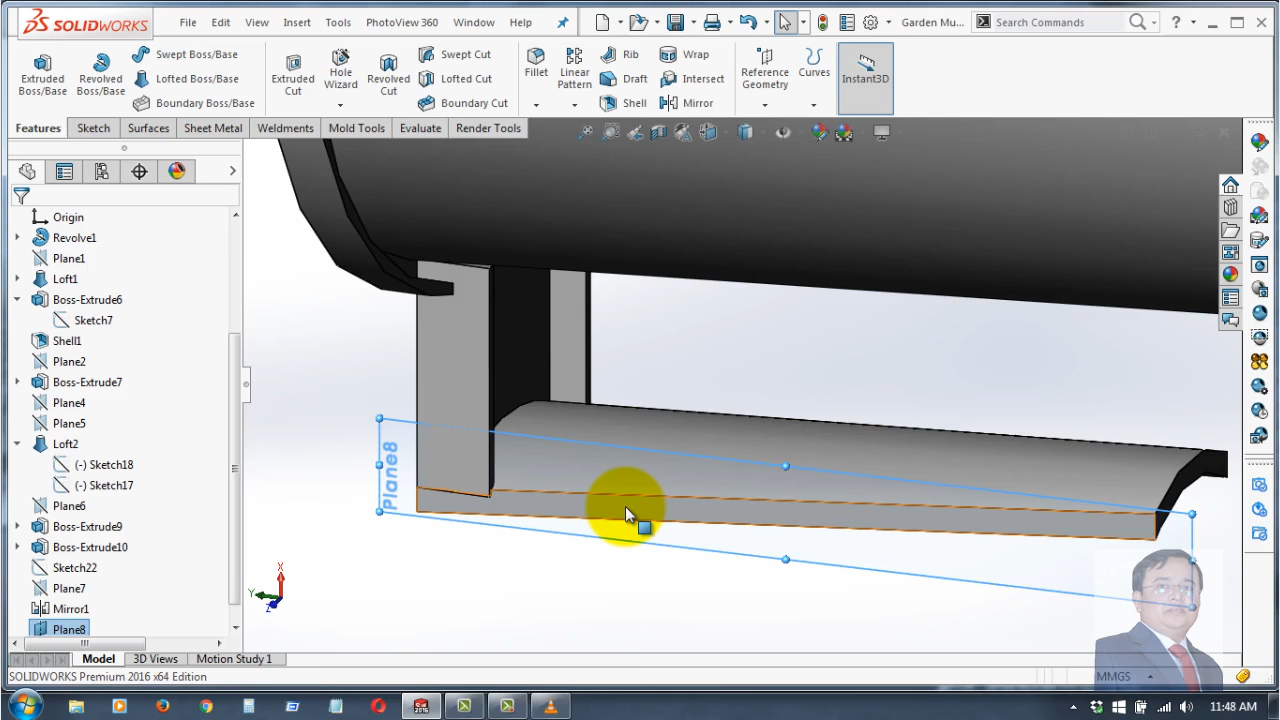 SOLIDWORKS
File Edit View Insert Tools PhotoView 360 Window Help
Garden Mu...
Search Commands
?
Extruded Boss/Base
Revolved Boss/Base
Swept Boss/Base
Lofted Boss/Base
Boundary Boss/Base
Extruded Cut
Hole Wizard
Revolved Cut
Swept Cut
Lofted Cut
Boundary Cut
Fillet
Linear Pattern
Rib
Draft
Shell
Wrap
Intersect
Mirror
Reference Geometry
Curves
Instant3D
Features Sketch Surfaces Sheet Metal Weldments Mold Tools Evaluate Render Tools
Origin
Revolve1
Plane1
Loft1
Boss-Extrude6
Sketch7
Shell1
Plane2
Boss-Extrude7
Plane4
Plane5
Loft2
(-) Sketch18
(-) Sketch17
Plane6
Boss-Extrude9
Boss-Extrude10
Sketch22
Plane7
Mirror1
Plane8
Plane8
X
Y
Z
Model 3D Views Motion Study 1
SOLIDWORKS Premium 2016 x64 Edition
MMGS
11:48 AM